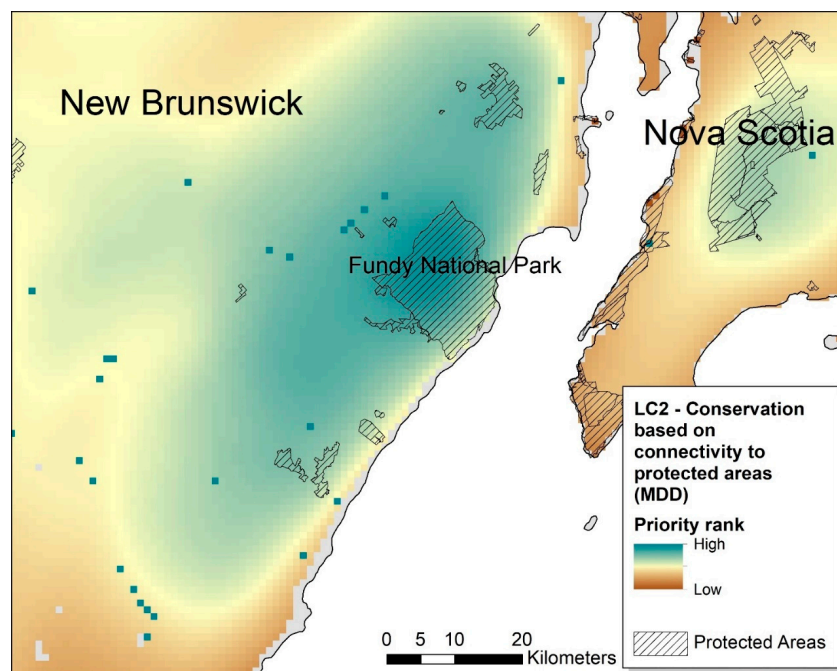 New Brunswick
Nova Scotia
Fundy National Park
LC2 - Conservation
based on
connectivity to
protected areas
(MDD)
Priority rank
High
Low
Protected Areas
0 5 10 20
Kilometers